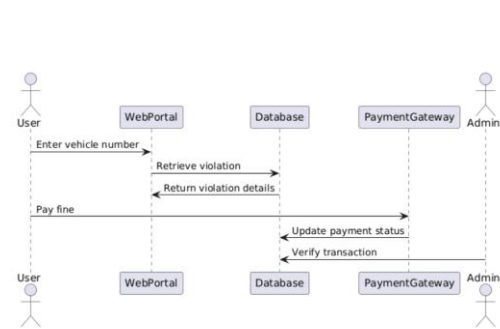 User
WebPortal
Database
PaymentGateway
Admin
Enter vehicle number
Retrieve violation
Return violation details
Pay fine
Update payment status
Verify transaction
User
WebPortal
Database
PaymentGateway
Admin